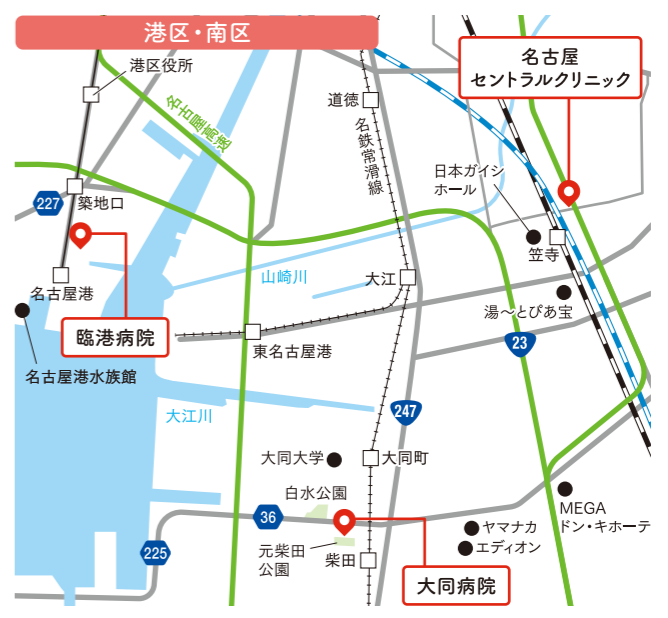 港区・南区
港区役所
名古屋
セントラルクリニック
道徳
名古屋高速
名鉄常滑線
日本ガイシ
ホール
227
築地口
笠寺
山崎川
大江
名古屋港
湯〜とぴあ宝
臨港病院
東名古屋港
23
名古屋港水族館
大江川
247
大同大学
大同町
白水公園
36
MEGA
ドン・キホーテ
ヤマナカ
225
元柴田
公園
柴田
エディオン
大同病院